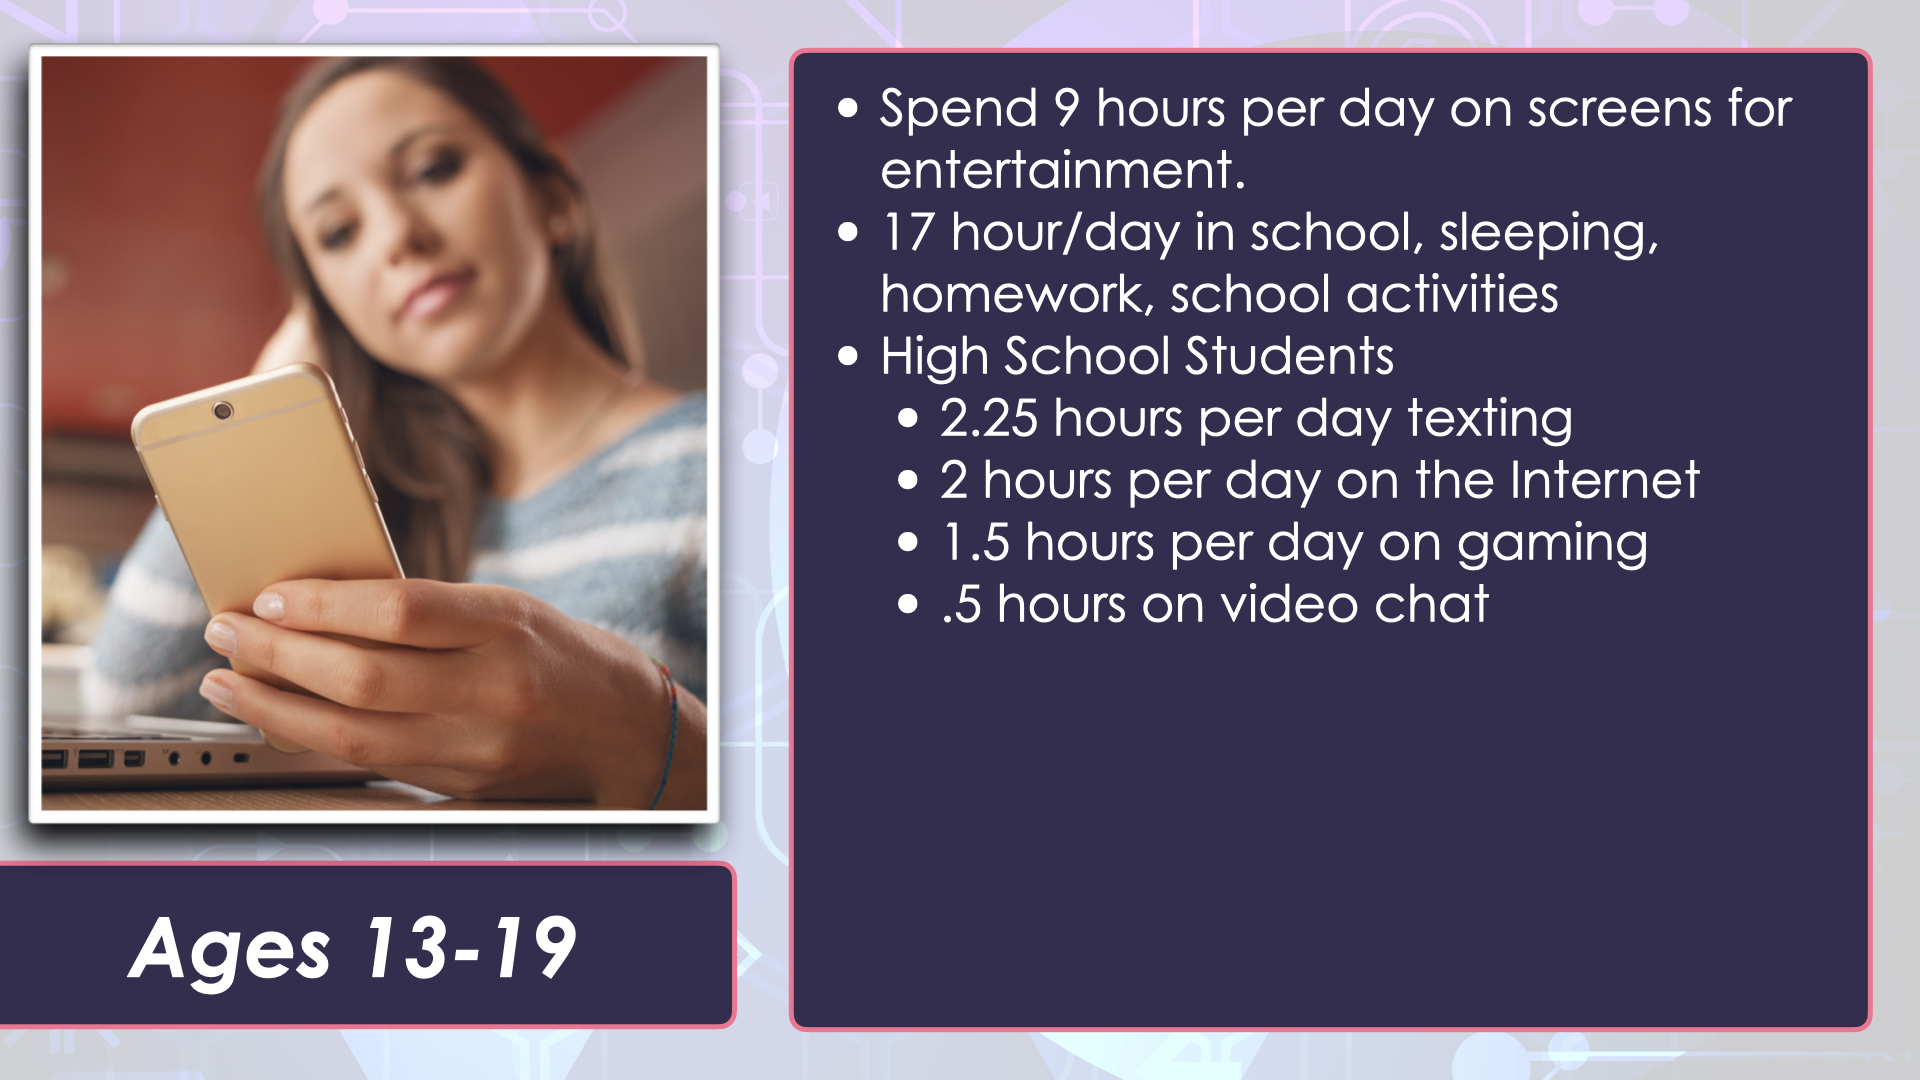 • Spend 9 hours per day on screens for
entertainment.
• 17 hour/day in school, sleeping,
homework, school activities
• High School Students
• 2.25 hours per day texting
• 2 hours per day on the Internet
• 1.5 hours per day on gaming
• .5 hours on video chat
Ages 13-19